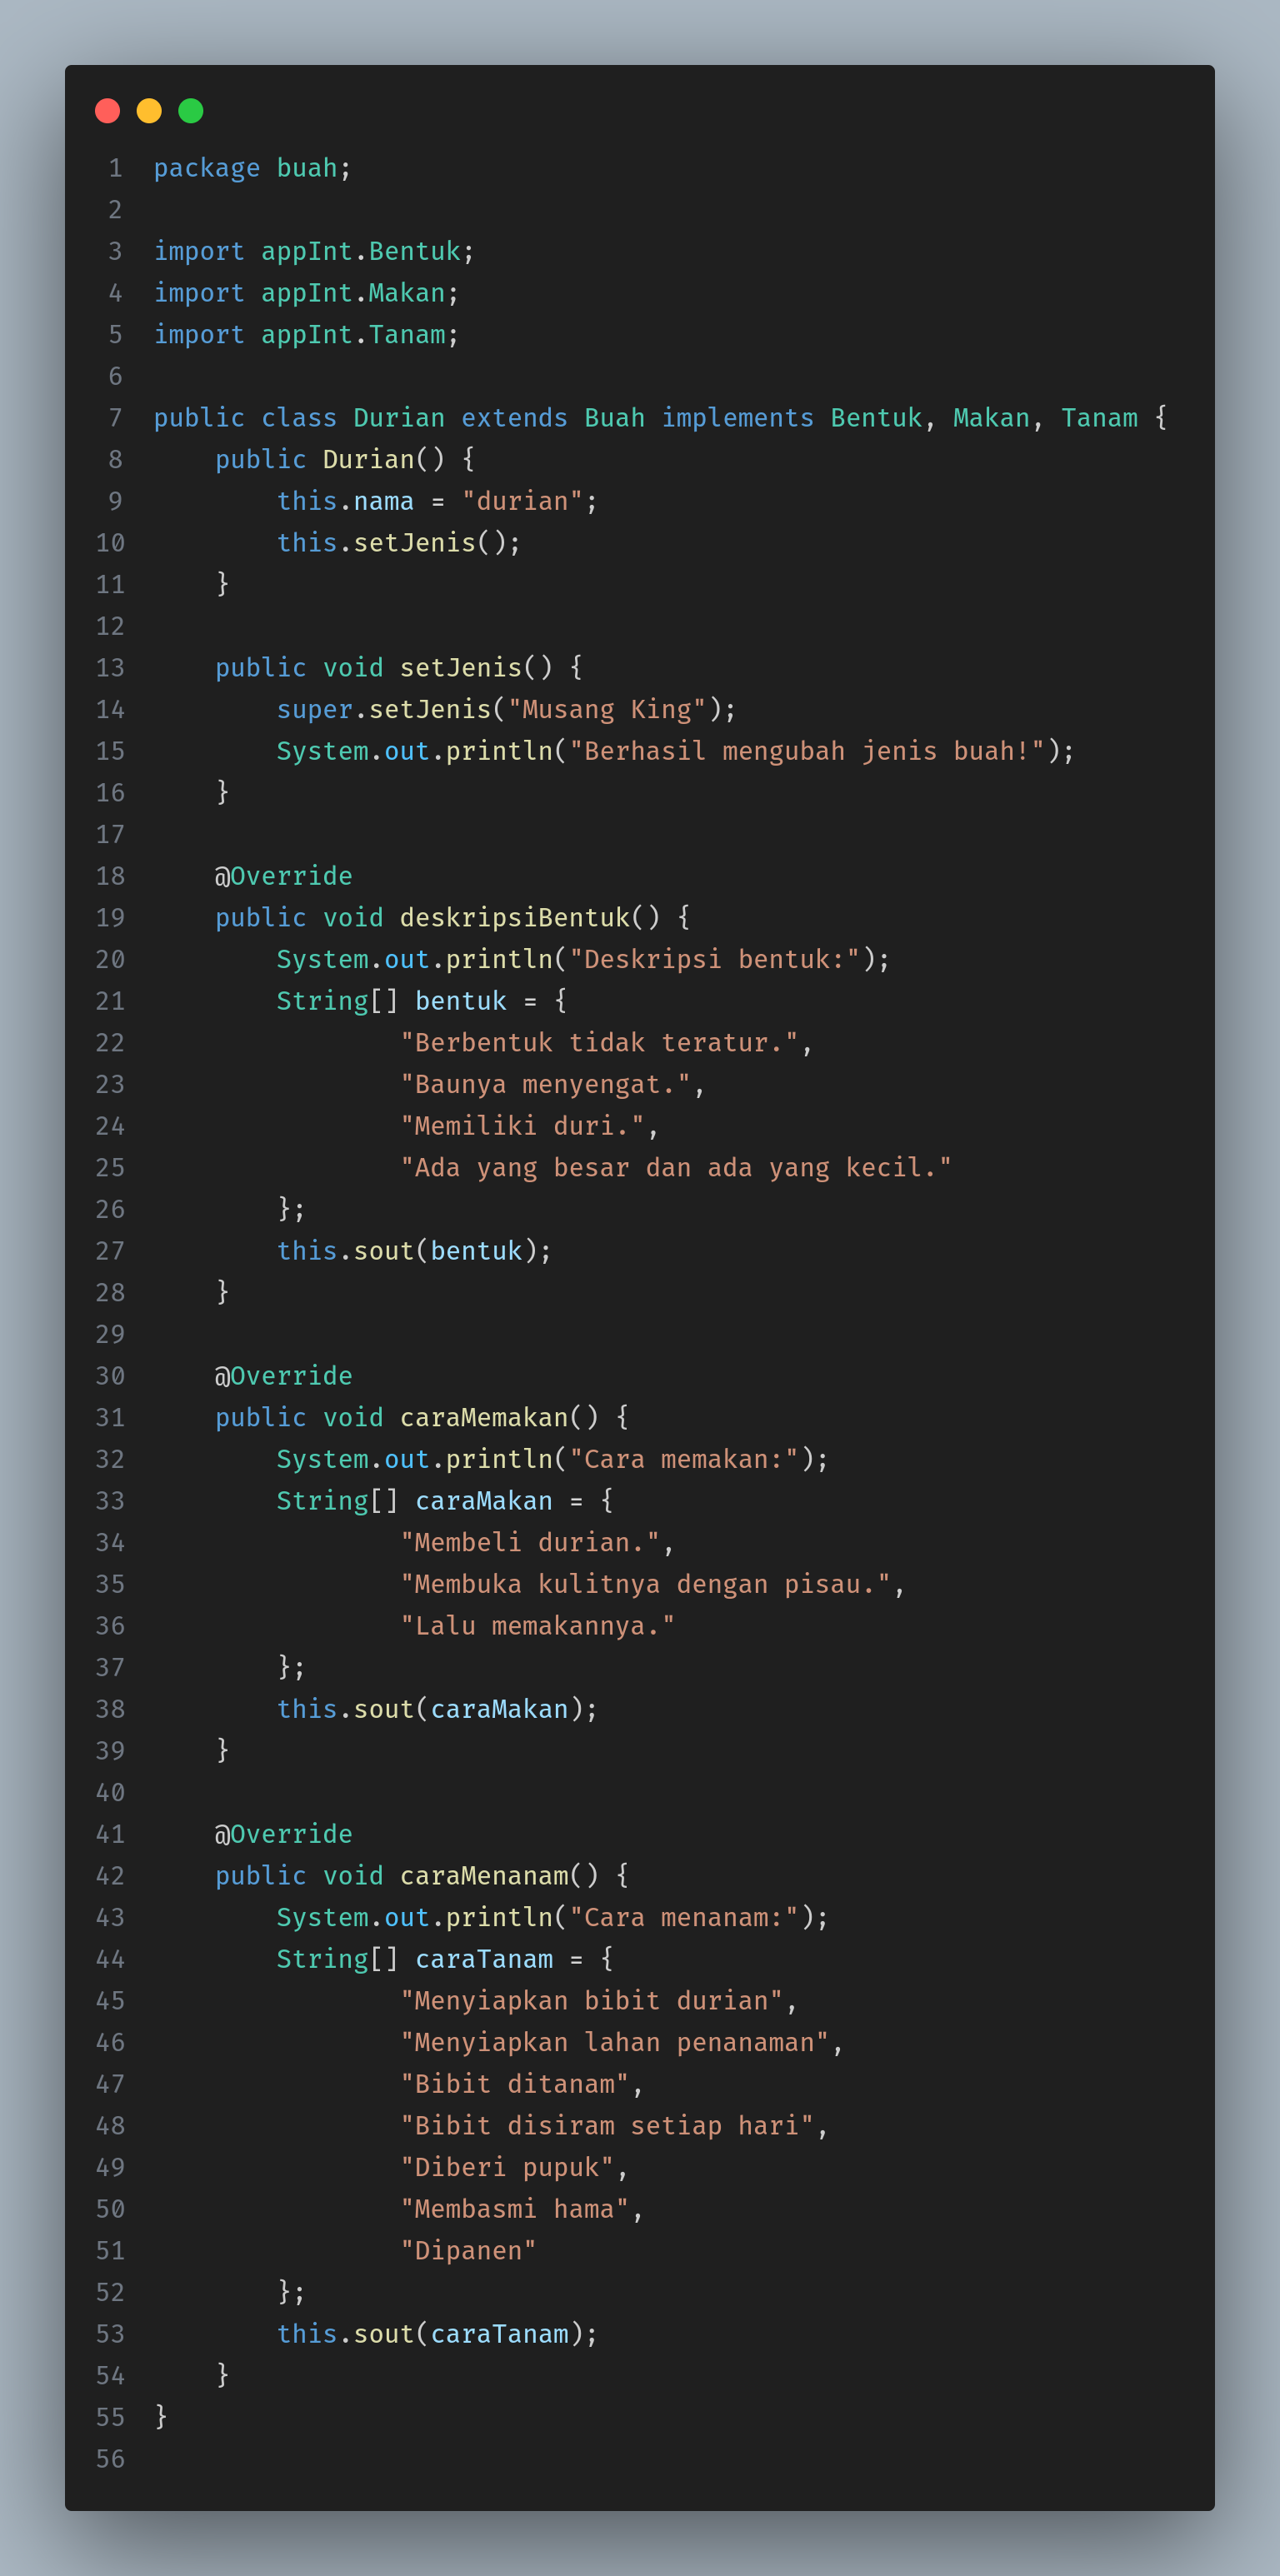 1 package buah;
2
3 import appInt.Bentuk;
4 import appInt.Makan;
5 import appInt.Tanam;
6
7 public class Durian extends Buah implements Bentuk, Makan, Tanam {
8     public Durian() {
9         this.nama = "durian";
10         this.setJenis();
11     }
12
13     public void setJenis() {
14         super.setJenis("Musang King");
15         System.out.println("Berhasil mengubah jenis buah!");
16     }
17
18     @Override
19     public void deskripsiBentuk() {
20         System.out.println("Deskripsi bentuk:");
21         String[] bentuk = {
22                 "Berbentuk tidak teratur.",
23                 "Baunya menyengat.",
24                 "Memiliki duri.",
25                 "Ada yang besar dan ada yang kecil."
26         };
27         this.sout(bentuk);
28     }
29
30     @Override
31     public void caraMemakan() {
32         System.out.println("Cara memakan:");
33         String[] caraMakan = {
34                 "Membeli durian.",
35                 "Membuka kulitnya dengan pisau.",
36                 "Lalu memakannya."
37         };
38         this.sout(caraMakan);
39     }
40
41     @Override
42     public void caraMenanam() {
43         System.out.println("Cara menanam:");
44         String[] caraTanam = {
45                 "Menyiapkan bibit durian",
46                 "Menyiapkan lahan penanaman",
47                 "Bibit ditanam",
48                 "Bibit disiram setiap hari",
49                 "Diberi pupuk",
50                 "Membasmi hama",
51                 "Dipanen"
52         };
53         this.sout(caraTanam);
54     }
55 }
56